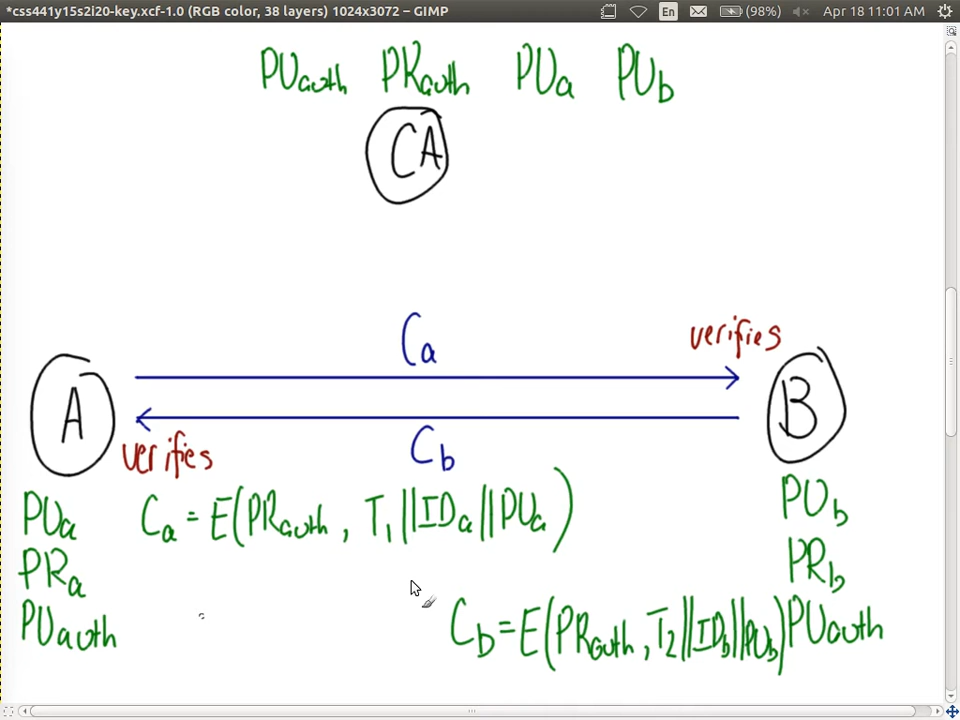 *css441y15s2i20-key.xcf-1.0 (RGB color, 38 layers) 1024x3072 – GIMP
En (98%) Apr 18 11:01 AM
PUauth PRauth PUa PUb
CA
Ca
verifies
A
B
Cb
verifies
PUa
Ca = E(PRauth, T1||IDa||PUa)
PUb
PRa
PRb
PUauth
Cb=E(PRauth,T2||IDb||PUb)
PUauth